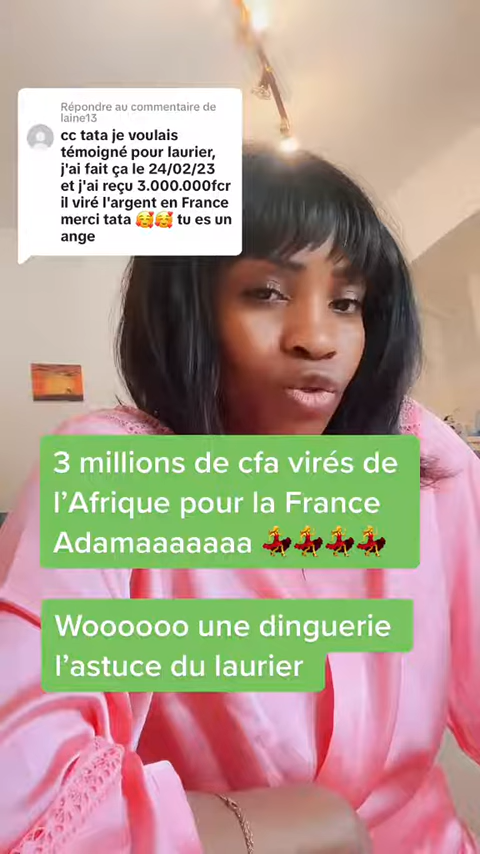 Répondre au commentaire de
laine13
cc tata je voulais
témoigné pour laurier,
j'ai fait ça le 24/02/23
et j'ai reçu 3.000.000fcr
il viré l'argent en France
merci tata 🥰🥰 tu es un
ange
3 millions de cfa virés de
l'Afrique pour la France
Adamaaaaaaa 💃💃💃💃
Woooooo une dinguerie
l'astuce du laurier